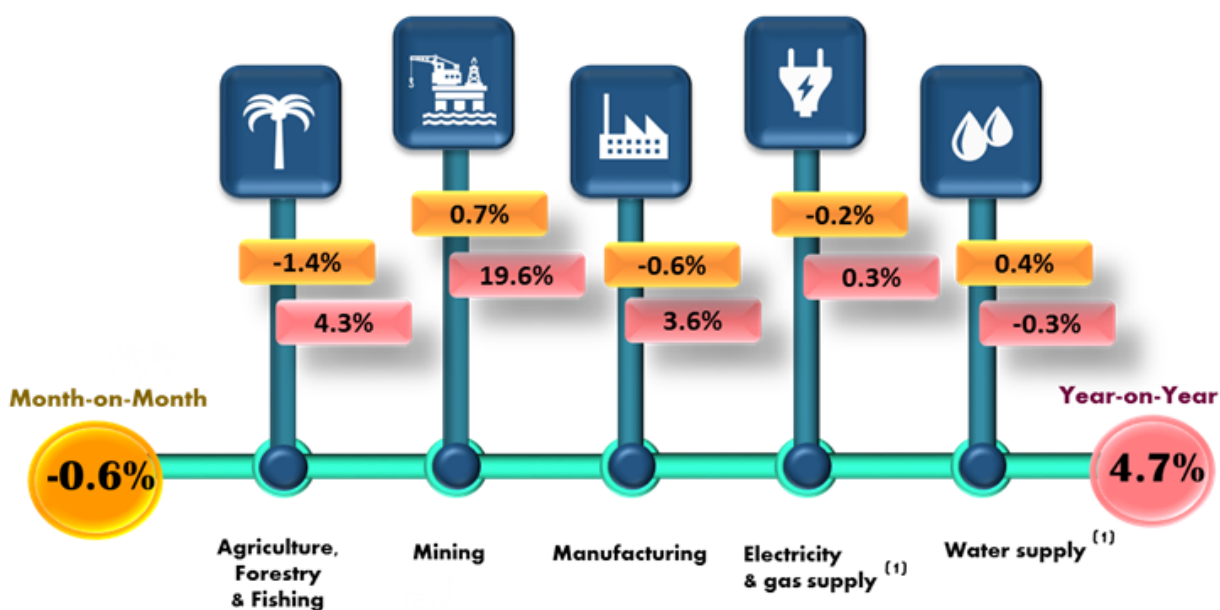 0.7%
-0.2%
-1.4%
19.6%
-0.6%
0.3%
0.4%
4.3%
3.6%
-0.3%
Month-on-Month
Year-on-Year
-0.6%
4.7%
Agriculture,
Forestry
& Fishing
Mining
Manufacturing
Electricity
& gas supply (1)
Water supply (1)